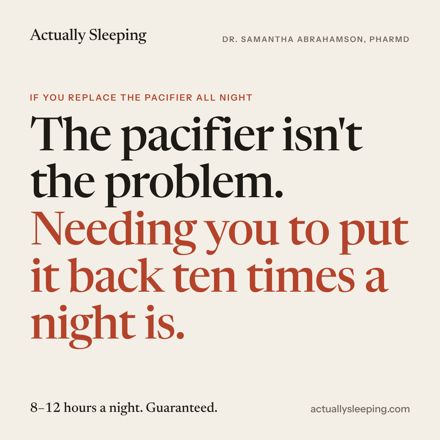 Actually Sleeping
DR. SAMANTHA ABRAHAMSON, PHARMD
IF YOU REPLACE THE PACIFIER ALL NIGHT
The pacifier isn't
the problem.
Needing you to put
it back ten times a
night is.
8–12 hours a night. Guaranteed.
actuallysleeping.com